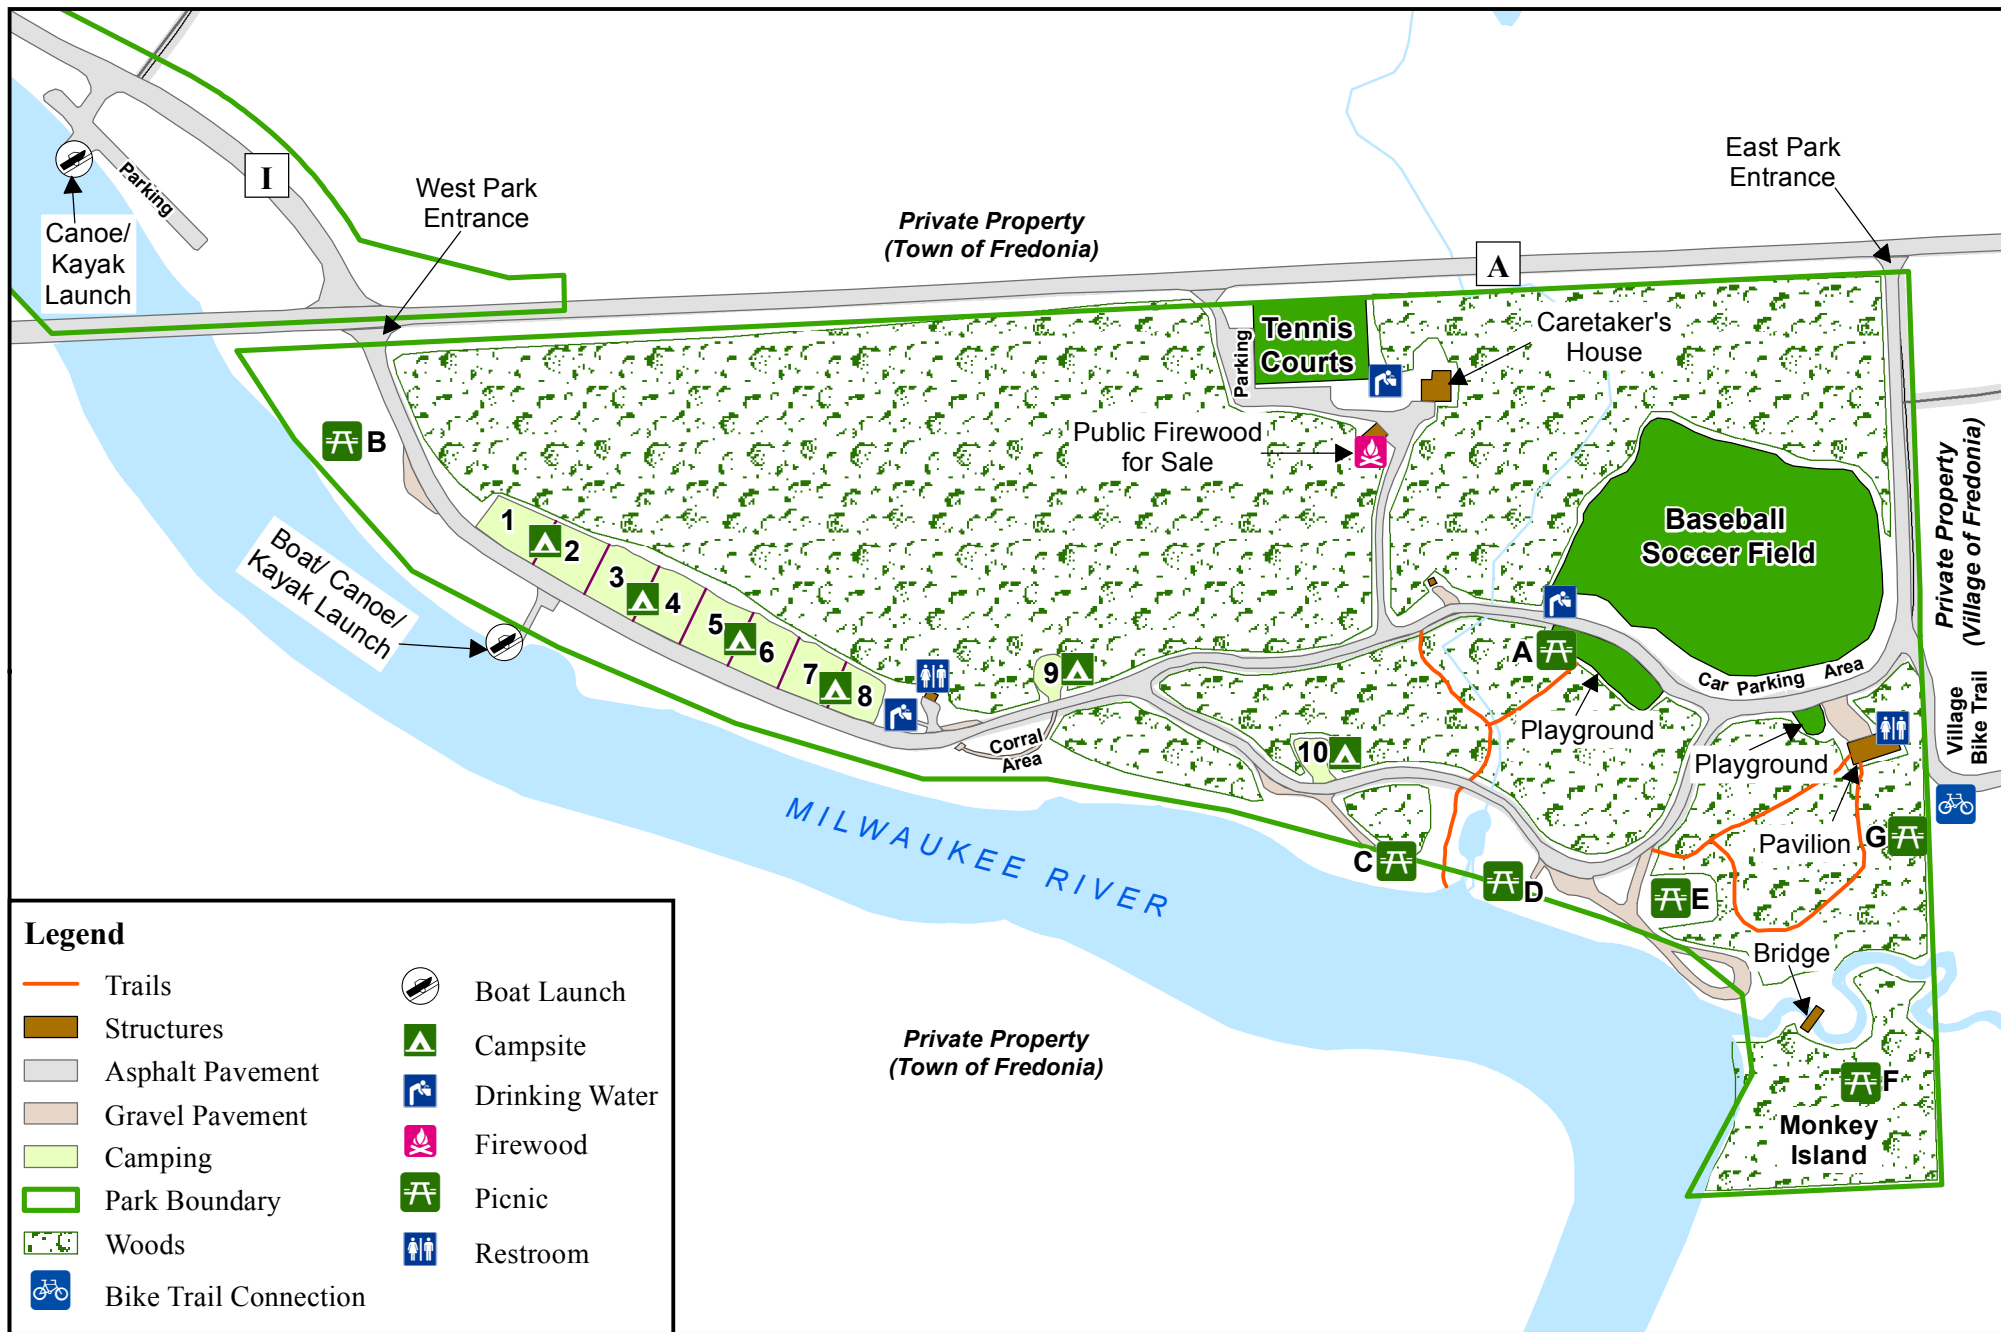 I
Parking
Canoe/
Kayak
Launch
West Park
Entrance
Private Property
(Town of Fredonia)
A
East Park
Entrance
Tennis
Courts
Parking
Caretaker's
House
Public Firewood
for Sale
B
Baseball
Soccer Field
Private Property
(Village of Fredonia)
Boat/ Canoe/
Kayak Launch
1
2
3
4
5
6
7
8
9
10
A
Playground
Car Parking Area
Village
Bike Trail
Corral
Area
Playground
Pavilion
G
C
D
E
MILWAUKEE RIVER
Bridge
F
Monkey
Island
Private Property
(Town of Fredonia)
Legend
Trails
Structures
Asphalt Pavement
Gravel Pavement
Camping
Park Boundary
Woods
Bike Trail Connection
Boat Launch
Campsite
Drinking Water
Firewood
Picnic
Restroom